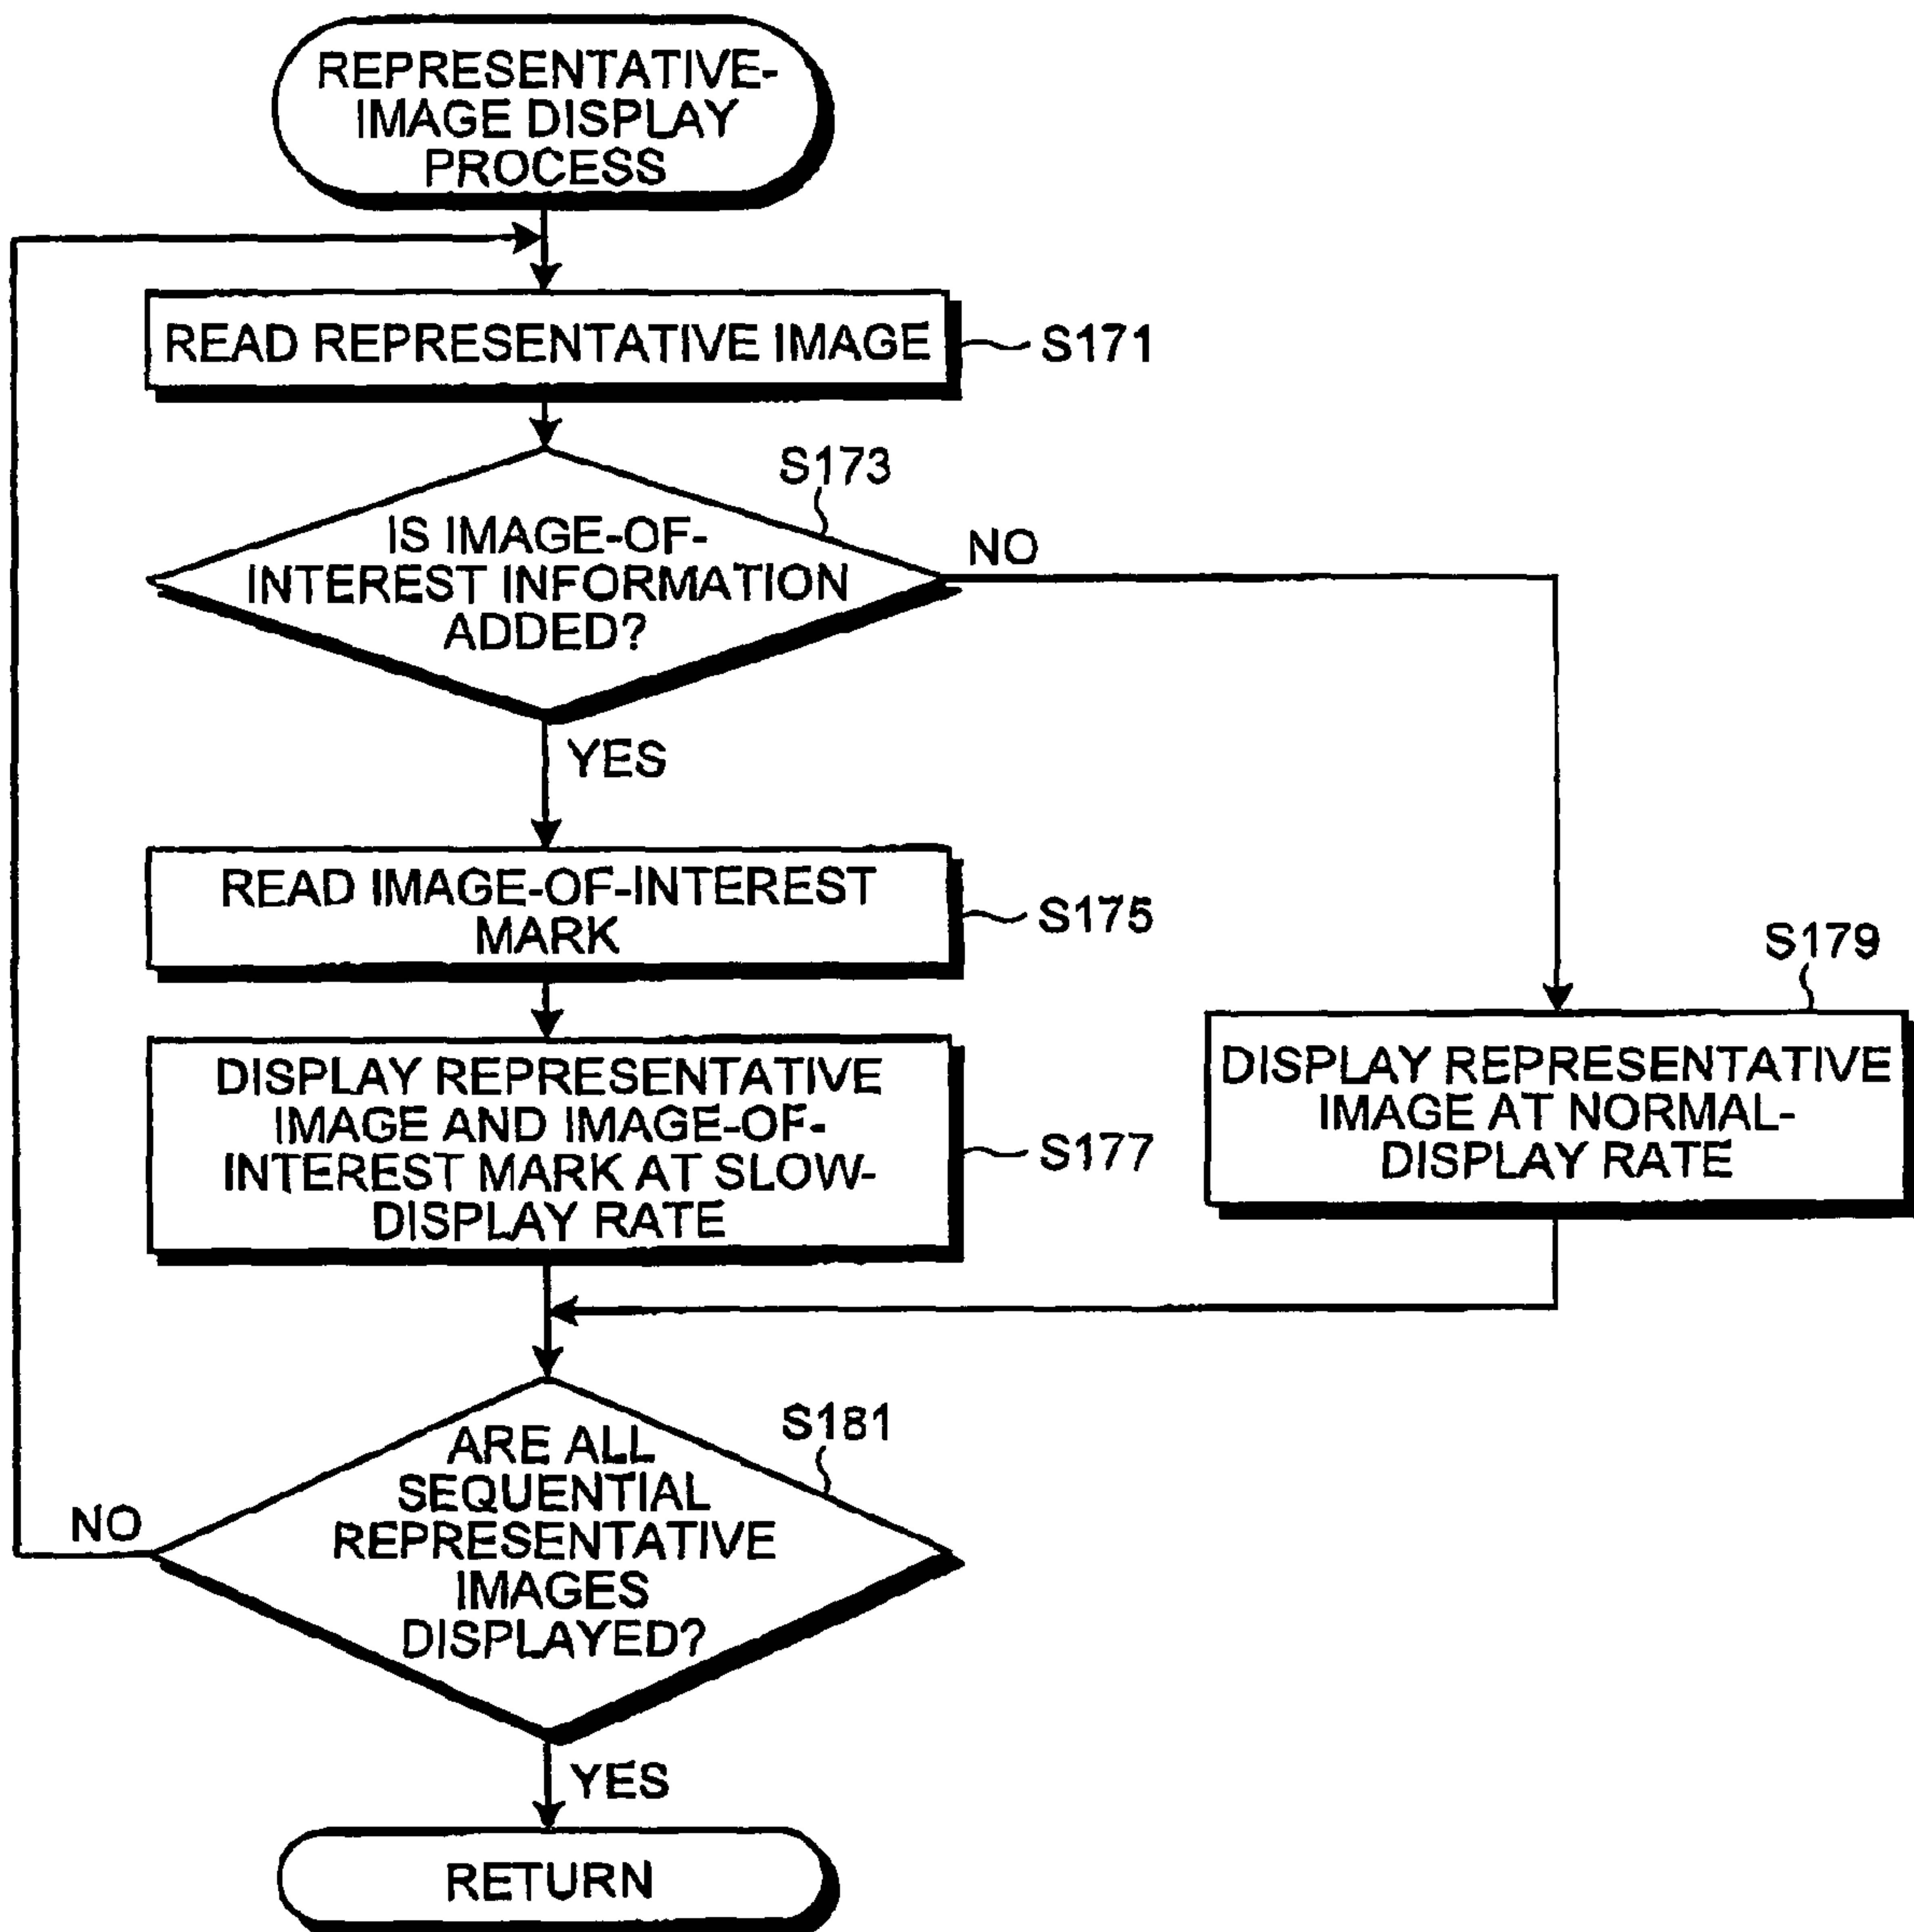 REPRESENTATIVE-
IMAGE DISPLAY
PROCESS
READ REPRESENTATIVE IMAGE
S171
S173
IS IMAGE-OF-
INTEREST INFORMATION
ADDED?
NO
YES
READ IMAGE-OF-INTEREST
MARK
S175
DISPLAY REPRESENTATIVE
IMAGE AND IMAGE-OF-
INTEREST MARK AT SLOW-
DISPLAY RATE
S177
S179
DISPLAY REPRESENTATIVE
IMAGE AT NORMAL-
DISPLAY RATE
S181
ARE ALL
SEQUENTIAL
REPRESENTATIVE
IMAGES
DISPLAYED?
NO
YES
RETURN